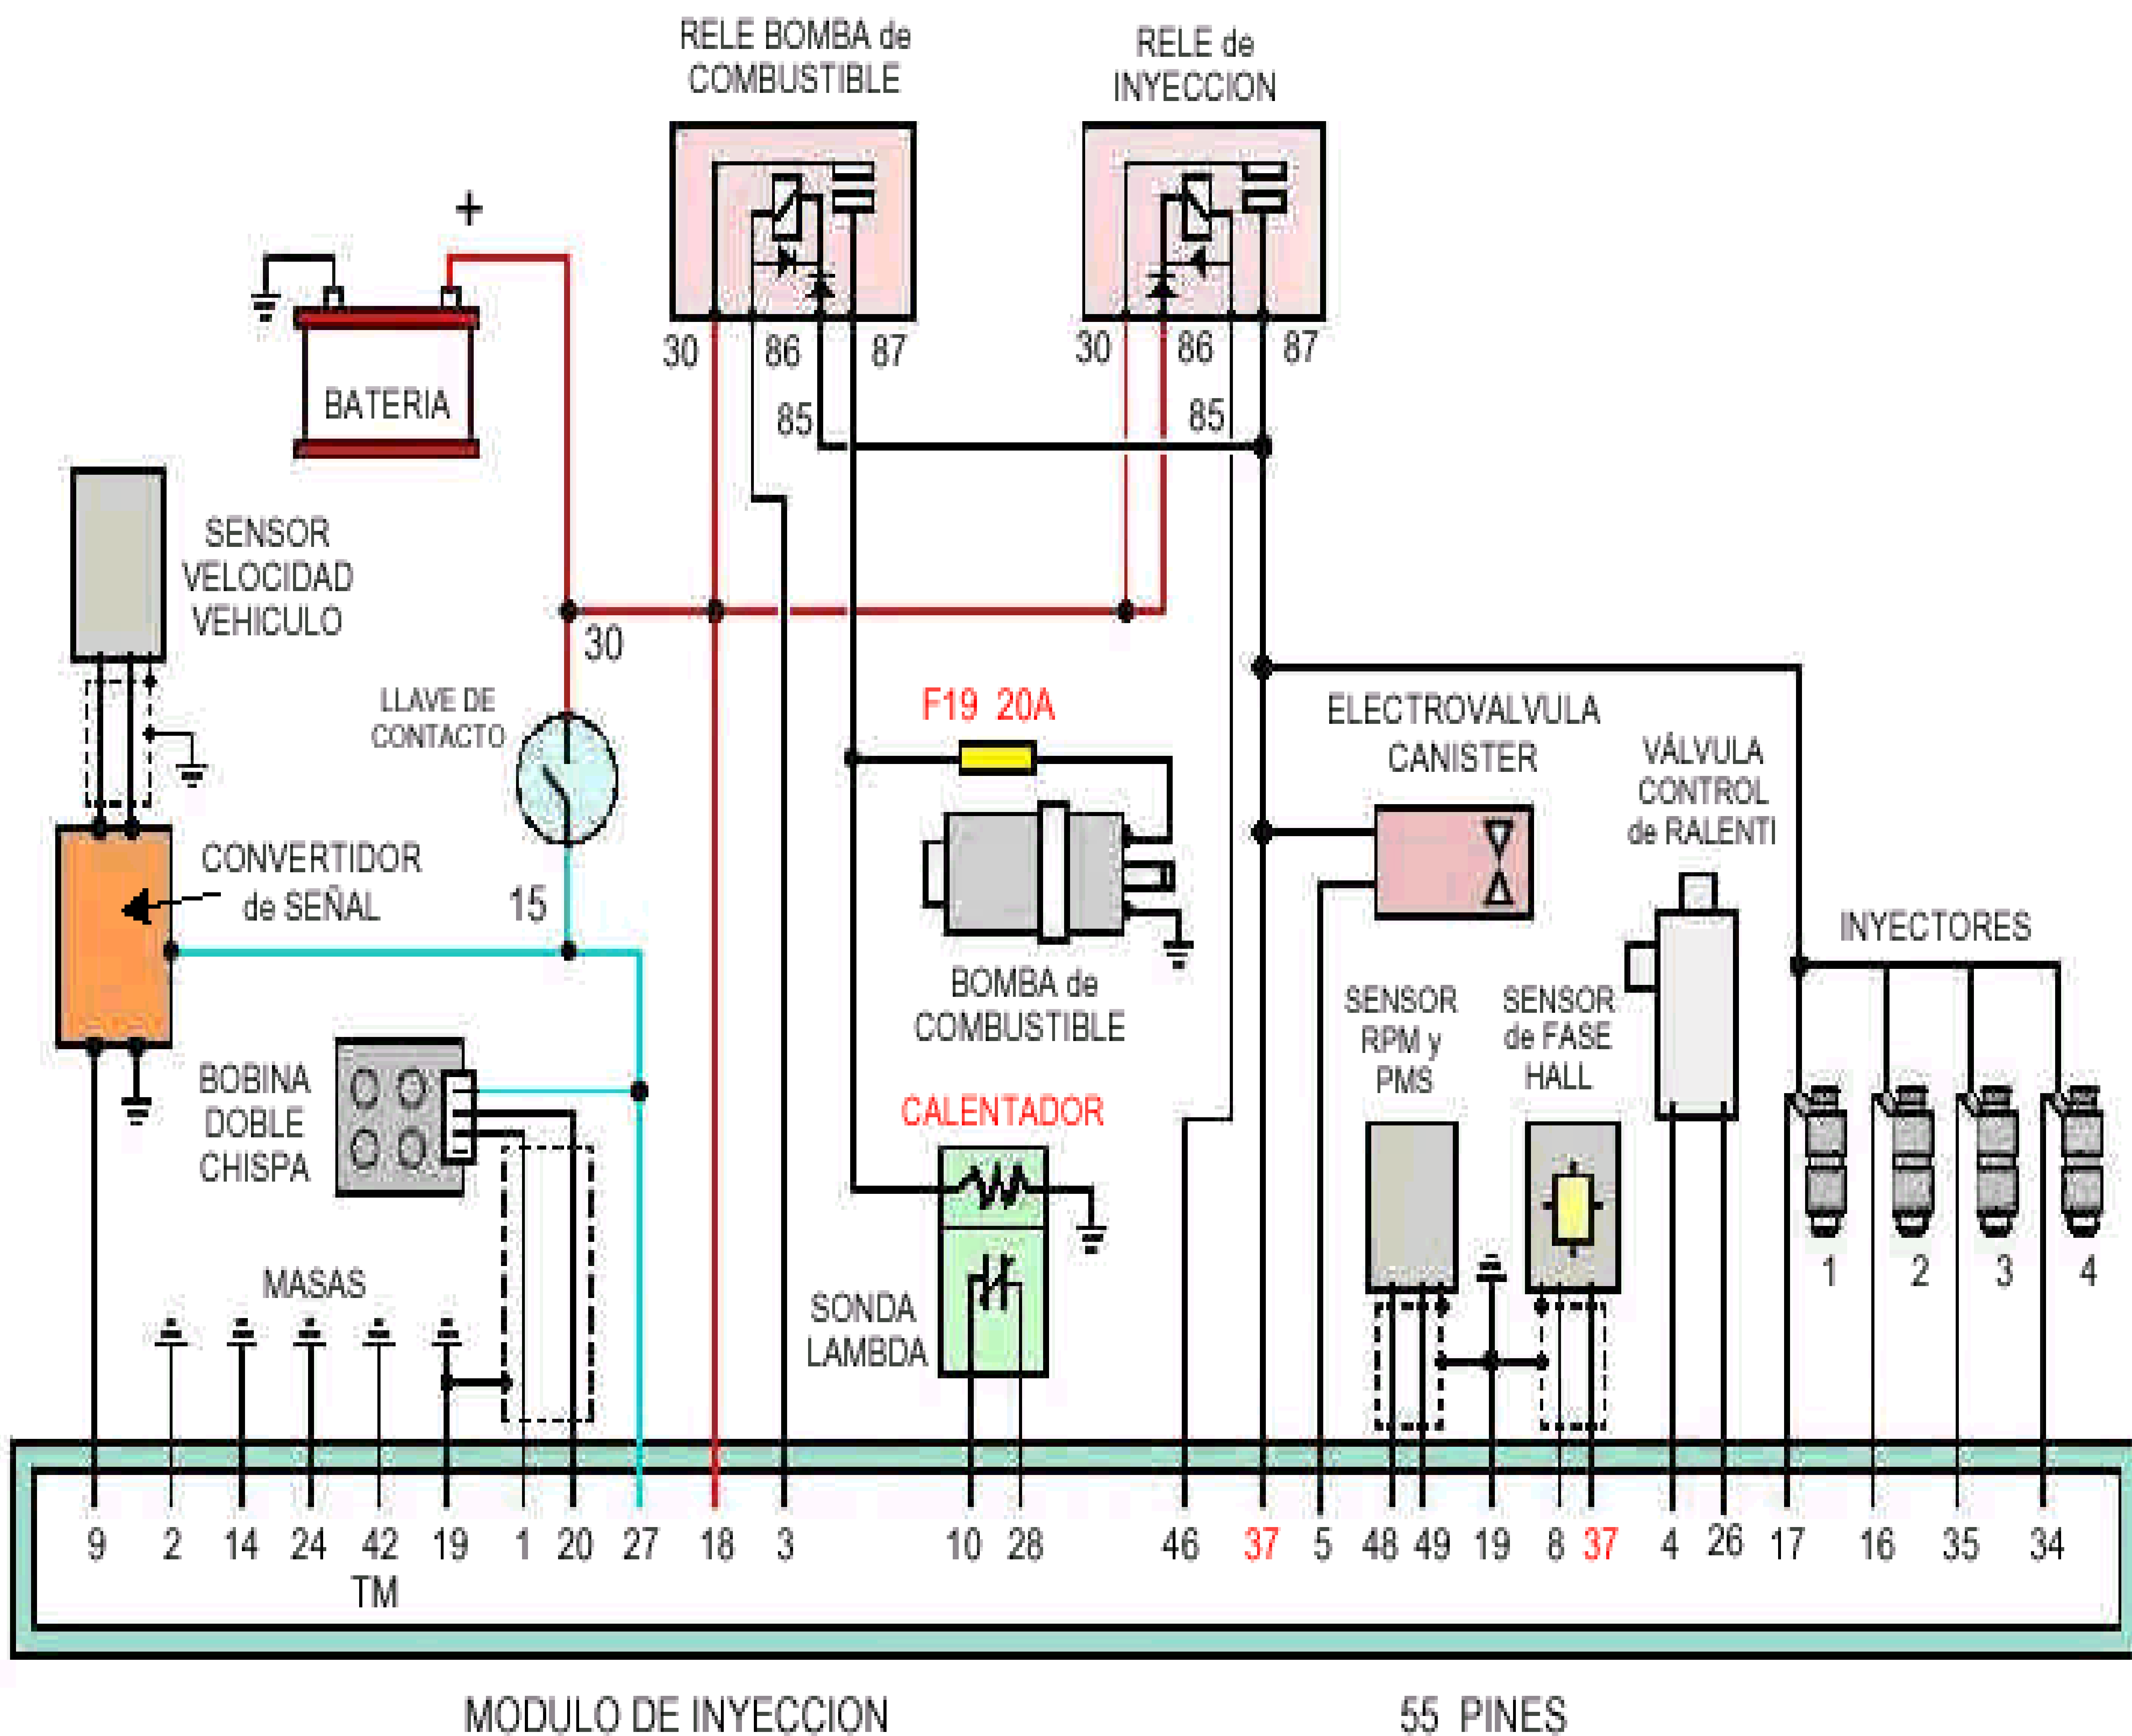 RELE BOMBA de
COMBUSTIBLE
RELE de
INYECCION
+
30
86
87
85
30
86
87
85
BATERIA
SENSOR
VELOCIDAD
VEHICULO
30
LLAVE DE
CONTACTO
F19 20A
ELECTROVALVULA
CANISTER
VÁLVULA
CONTROL
de RALENTI
CONVERTIDOR
de SEÑAL
15
INYECTORES
BOMBA de
COMBUSTIBLE
SENSOR
RPM y
PMS
SENSOR
de FASE
HALL
BOBINA
DOBLE
CHISPA
CALENTADOR
1 2 3 4
MASAS
SONDA
LAMBDA
9 2 14 24 42 19 1 20 27 18 3 10 28 46 37 5 48 49 19 8 37 4 26 17 16 35 34
TM
MODULO DE INYECCION
55 PINES